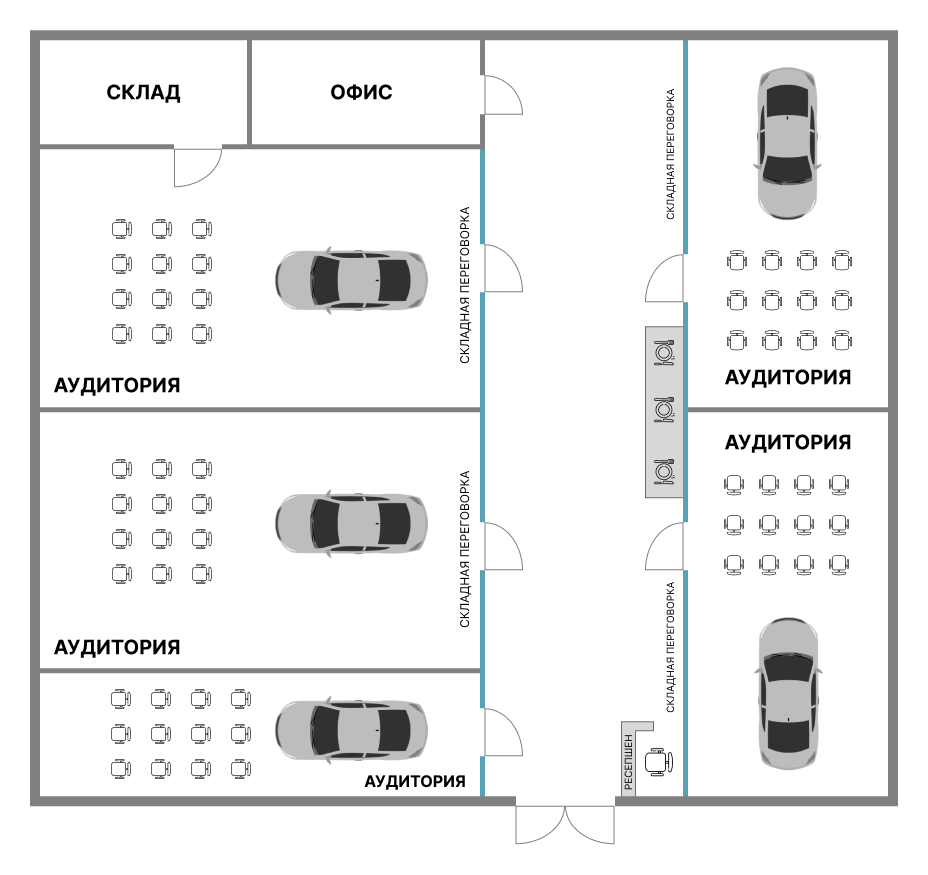 СКЛАД
ОФИС
СКЛАДНАЯ ПЕРЕГОВОРКА
СКЛАДНАЯ ПЕРЕГОВОРКА
АУДИТОРИЯ
АУДИТОРИЯ
АУДИТОРИЯ
СКЛАДНАЯ ПЕРЕГОВОРКА
СКЛАДНАЯ ПЕРЕГОВОРКА
АУДИТОРИЯ
РЕСЕПШЕН
АУДИТОРИЯ